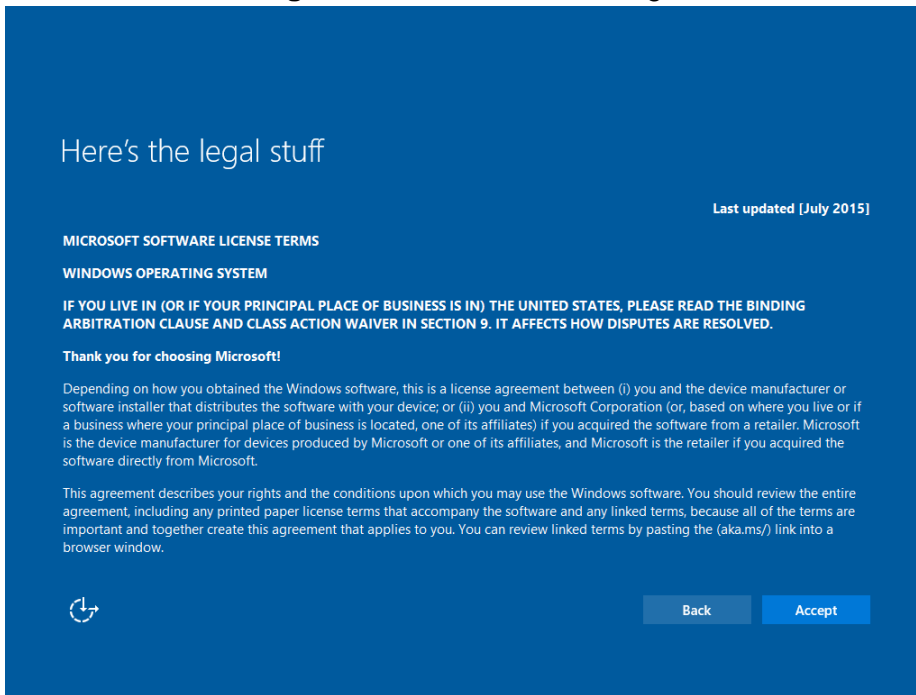 Here's the legal stuff
Last updated [July 2015]
MICROSOFT SOFTWARE LICENSE TERMS
WINDOWS OPERATING SYSTEM
IF YOU LIVE IN (OR IF YOUR PRINCIPAL PLACE OF BUSINESS IS IN) THE UNITED STATES, PLEASE READ THE BINDING
ARBITRATION CLAUSE AND CLASS ACTION WAIVER IN SECTION 9. IT AFFECTS HOW DISPUTES ARE RESOLVED.
Thank you for choosing Microsoft!
Depending on how you obtained the Windows software, this is a license agreement between (i) you and the device manufacturer or
software installer that distributes the software with your device; or (ii) you and Microsoft Corporation (or, based on where you live or if
a business where your principal place of business is located, one of its affiliates) if you acquired the software from a retailer. Microsoft
is the device manufacturer for devices produced by Microsoft or one of its affiliates, and Microsoft is the retailer if you acquired the
software directly from Microsoft.
This agreement describes your rights and the conditions upon which you may use the Windows software. You should review the entire
agreement, including any printed paper license terms that accompany the software and any linked terms, because all of the terms are
important and together create this agreement that applies to you. You can review linked terms by pasting the (aka.ms/) link into a
browser window.
Back
Accept